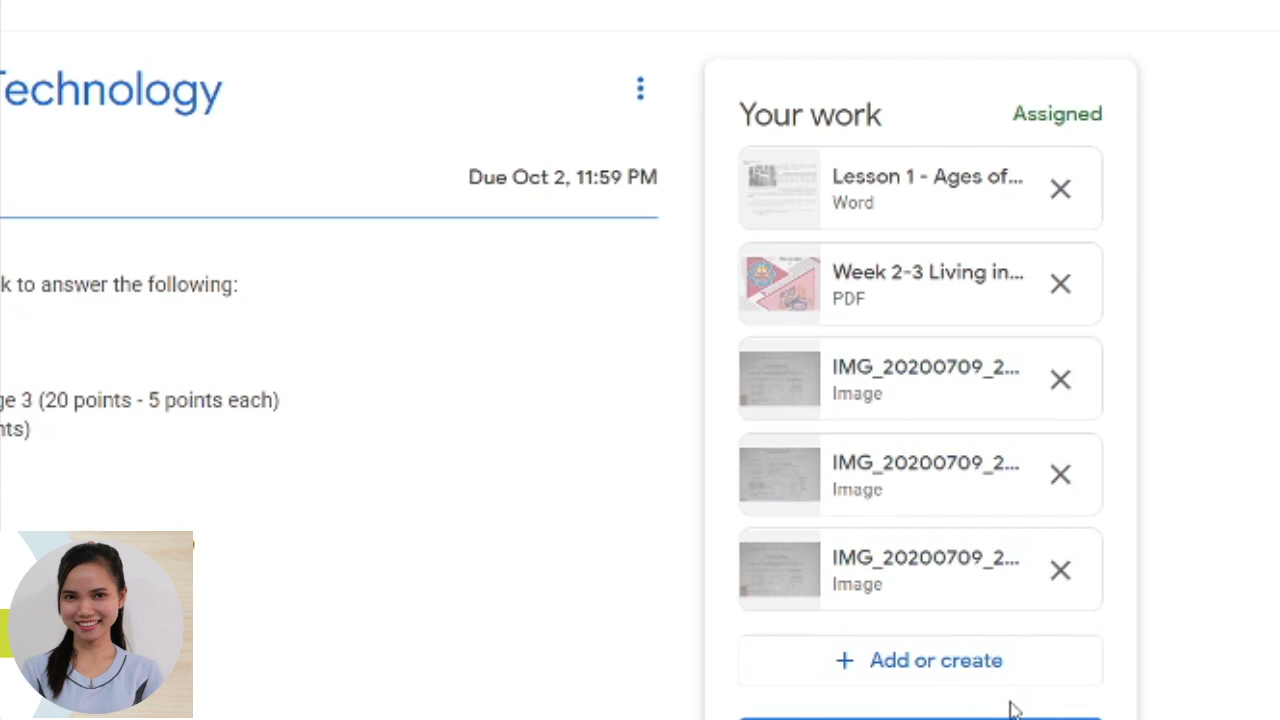 Technology
Due Oct 2, 11:59 PM
k to answer the following:
ge 3 (20 points - 5 points each)
nts)
Your work
Assigned
Lesson 1 - Ages of...
Word
Week 2-3 Living in...
PDF
IMG_20200709_2...
Image
IMG_20200709_2...
Image
IMG_20200709_2...
Image
+ Add or create